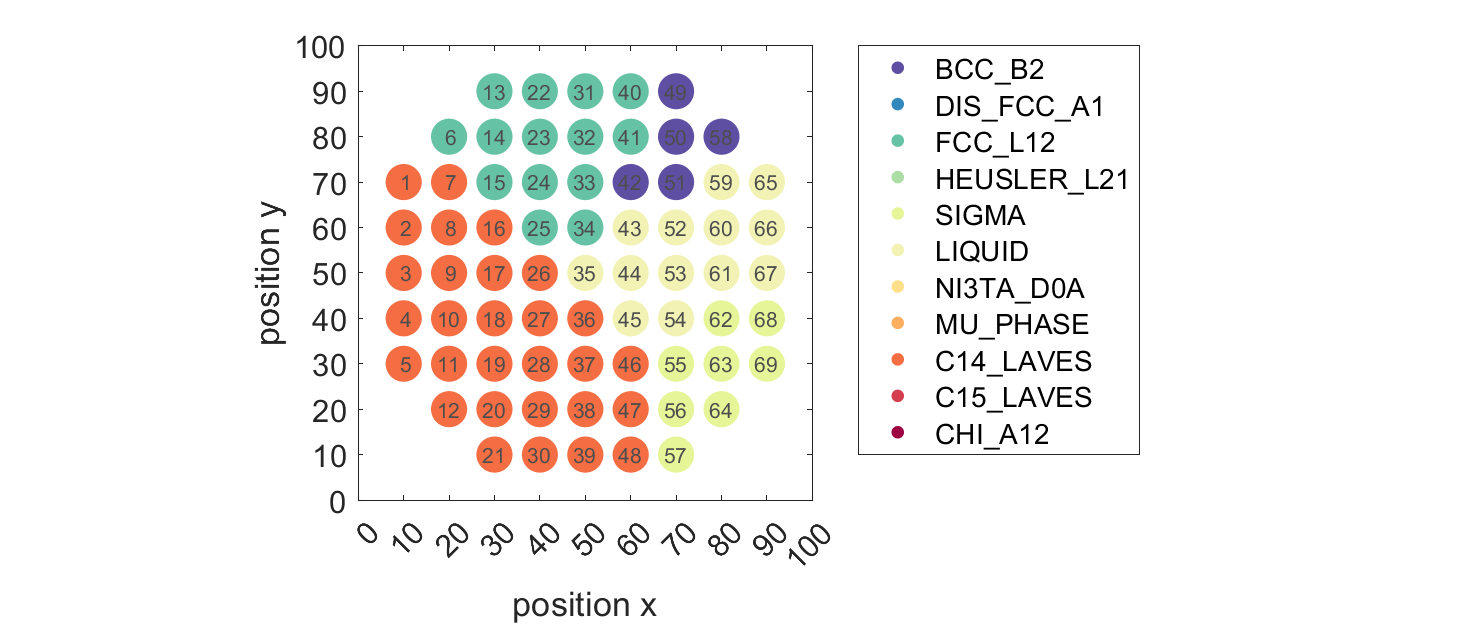 100
90
80
70
60
50
40
30
20
10
0
position y
13 22 31 40 49
6 14 23 32 41 50 58
1 7 15 24 33 42 51 59 65
2 8 16 25 34 43 52 60 66
3 9 17 26 35 44 53 61 67
4 10 18 27 36 45 54 62 68
5 11 19 28 37 46 55 63 69
12 20 29 38 47 56 64
21 30 39 48 57
0 10 20 30 40 50 60 70 80 90 100
position x
BCC_B2
DIS_FCC_A1
FCC_L12
HEUSLER_L21
SIGMA
LIQUID
NI3TA_D0A
MU_PHASE
C14_LAVES
C15_LAVES
CHI_A12